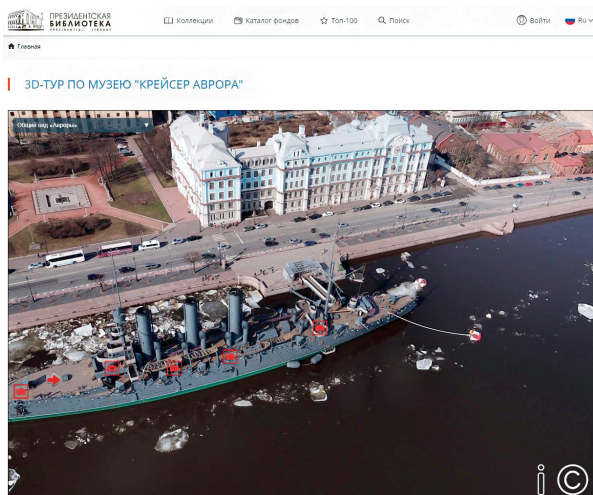 ПРЕЗИДЕНТСКАЯ
БИБЛИОТЕКА
PRESIDENTIAL LIBRARY
Коллекции
Каталог фондов
Топ-100
Поиск
Войти
Ru
Главная
3D-ТУР ПО МУЗЕЮ "КРЕЙСЕР АВРОРА"
Общий вид «Авроры»
i ©